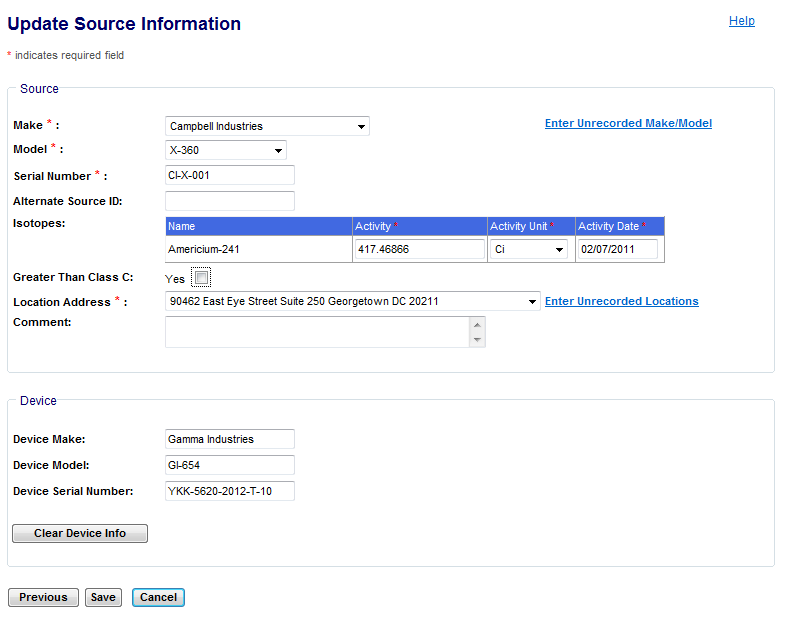 Update Source Information
Help
* indicates required field
Source
Make * : Campbell Industries Enter Unrecorded Make/Model
Model * : X-360
Serial Number * : CI-X-001
Alternate Source ID:
Isotopes: Name Activity * Activity Unit * Activity Date *
Americium-241 417.46866 Ci 02/07/2011
Greater Than Class C: Yes
Location Address * : 90462 East Eye Street Suite 250 Georgetown DC 20211 Enter Unrecorded Locations
Comment:
Device
Device Make: Gamma Industries
Device Model: GI-654
Device Serial Number: YKK-5620-2012-T-10
Clear Device Info
Previous Save Cancel